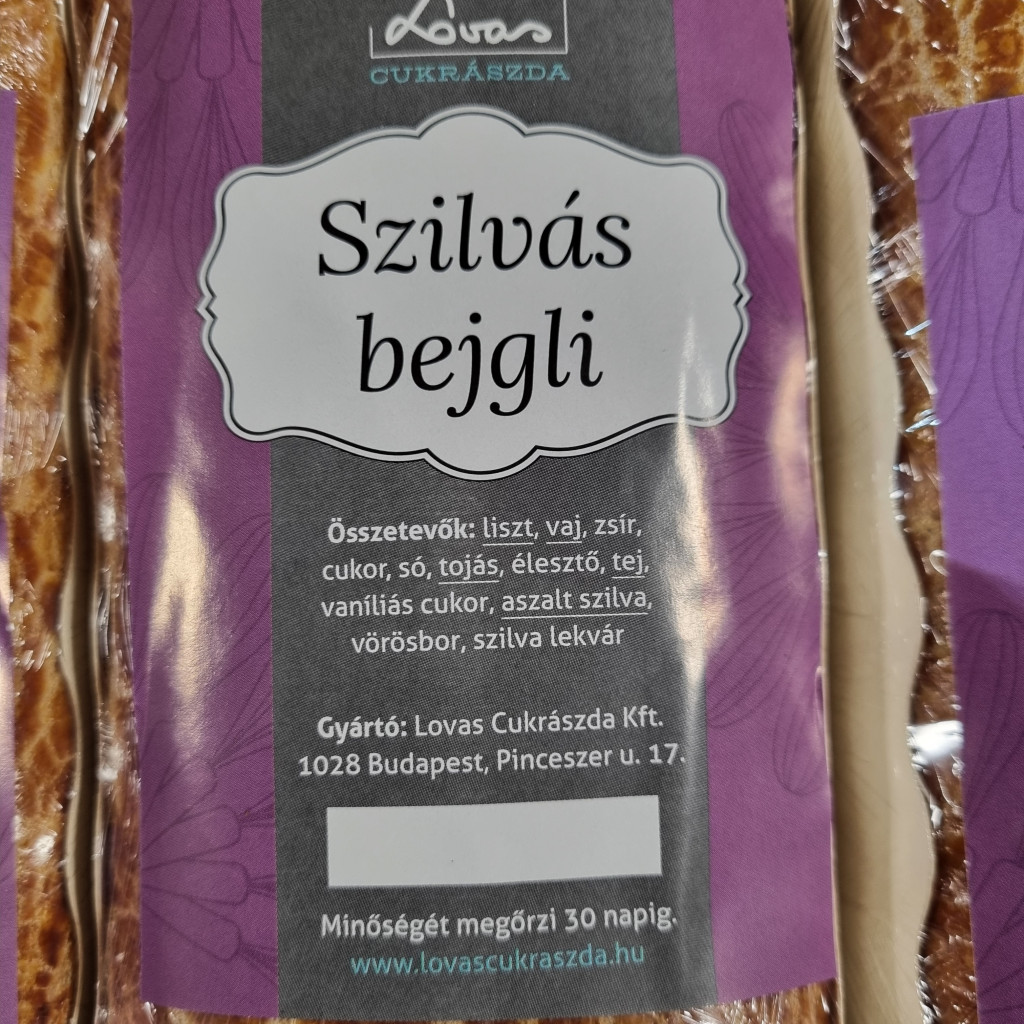 Lovas
CUKRÁSZDA
Szilvás
bejgli
Összetevők: liszt, vaj, zsír,
cukor, só, tojás, élesztő, tej,
vaníliás cukor, aszalt szilva,
vörösbor, szilva lekvár
Gyártó: Lovas Cukrászda Kft.
1028 Budapest, Pinceszer u. 17.
Minőségét megőrzi 30 napig.
www.lovascukraszda.hu